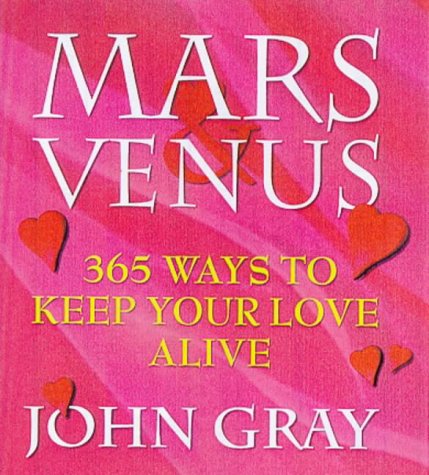 MARS
& VENUS
365 WAYS TO
KEEP YOUR LOVE
ALIVE
JOHN GRAY